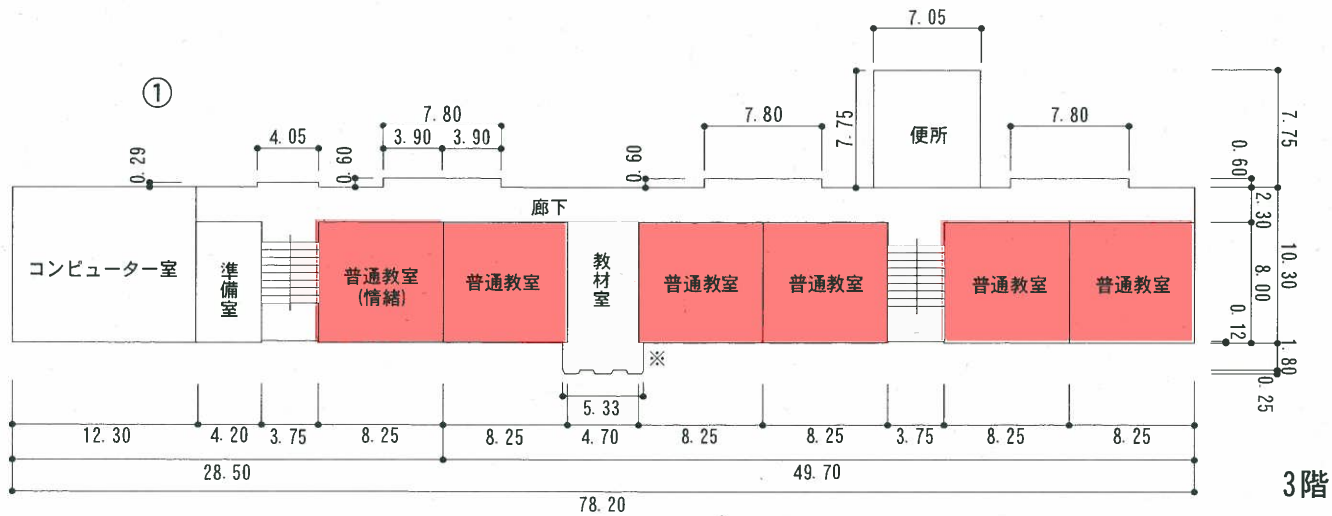 7.05
①
7.80
4.05
3.90 3.90
7.80
7.80
0.29
0.60
0.60
7.75
便所
7.75
0.60
廊下
2.30
コンピューター室
準備室
普通教室
(情緒)
普通教室
教材室
普通教室
普通教室
普通教室
普通教室
8.00
10.30
0.12
※
1.80
0.25
5.33
12.30 4.20 3.75 8.25 8.25 4.70 8.25 8.25 3.75 8.25 8.25
28.50 49.70
78.20
3階